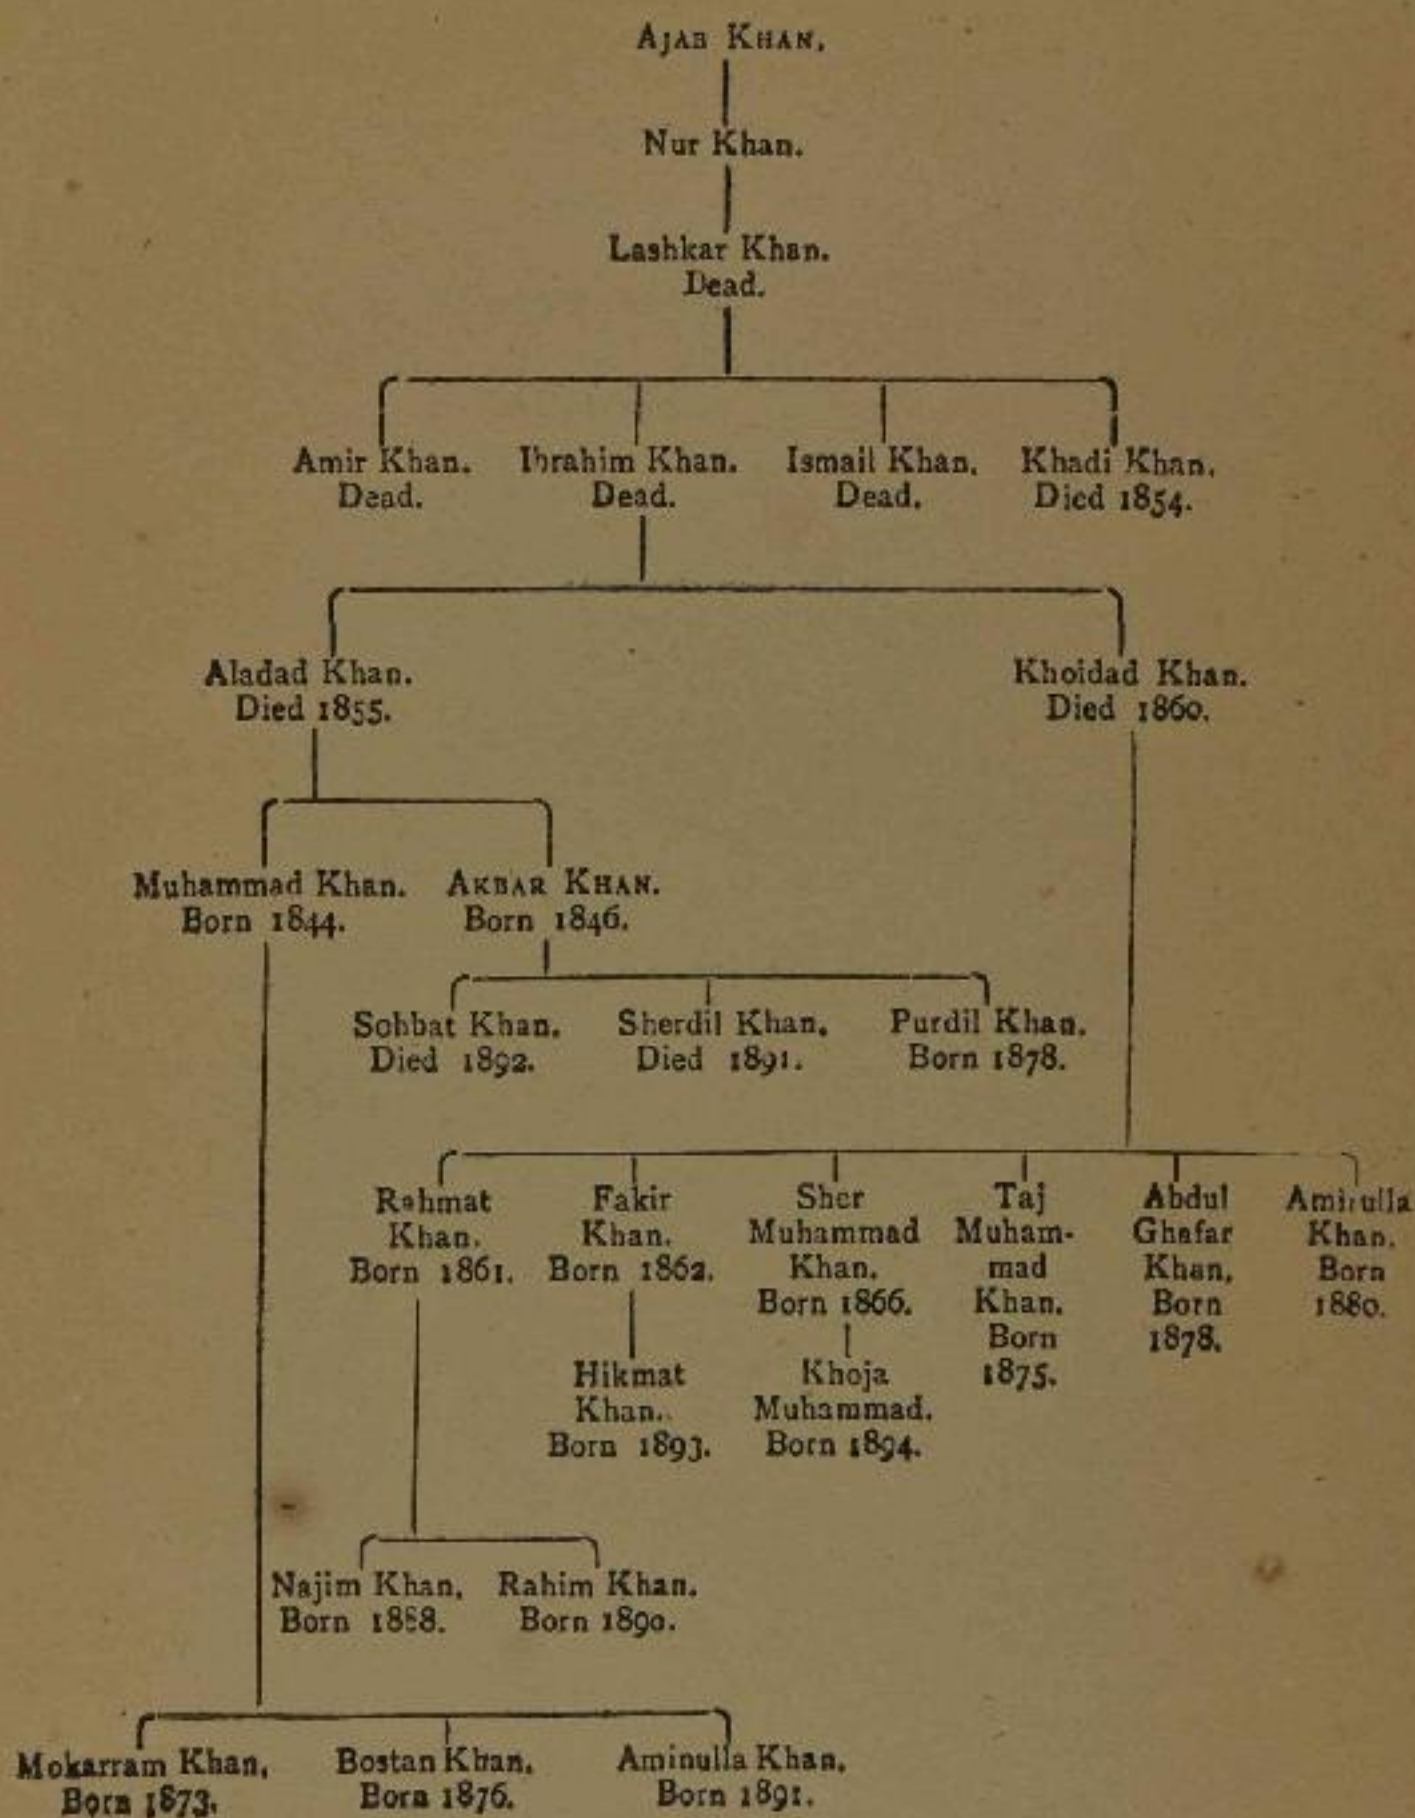 AJAB KHAN.
Nur Khan.
Lashkar Khan.
Dead.
Amir Khan. Ibrahim Khan. Ismail Khan. Khadi Khan.
Dead. Dead. Dead. Died 1854.
Aladad Khan. Khoidad Khan.
Died 1855. Died 1860.
Muhammad Khan. AKBAR KHAN.
Born 1844. Born 1846.
Sohbat Khan. Sherdil Khan. Purdil Khan.
Died 1892. Died 1891. Born 1878.
Rahmat Fakir Sher Taj Abdul Amirulla
Khan. Khan. Muhammad Muham- Ghafar Khan.
Born 1861. Born 1862. Khan. mad Khan, Born
Born 1866. Khan. Born 1880.
Born 1878.
Hikmat Khoja 1875.
Khan. Muhammad.
Born 1893. Born 1894.
Najim Khan, Rahim Khan.
Born 1888. Born 1890.
Mokarram Khan, Bostan Khan. Aminulla Khan.
Born 1873. Born 1876. Born 1891.